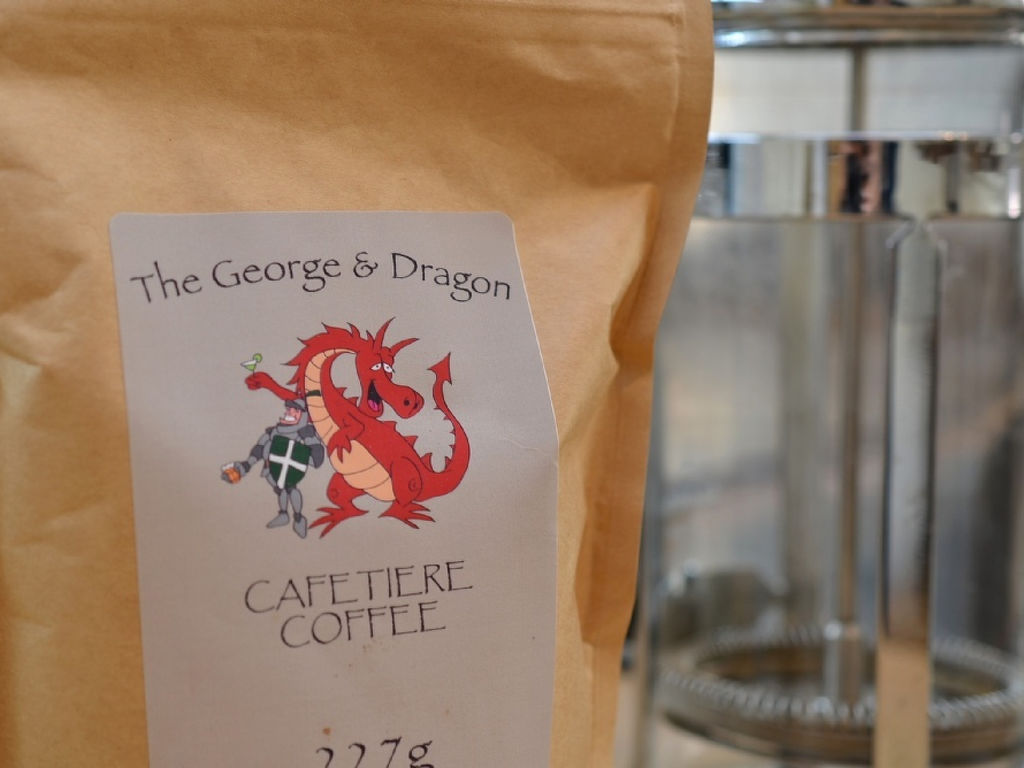 The George & Dragon
CAFETIERE
COFFEE
227g